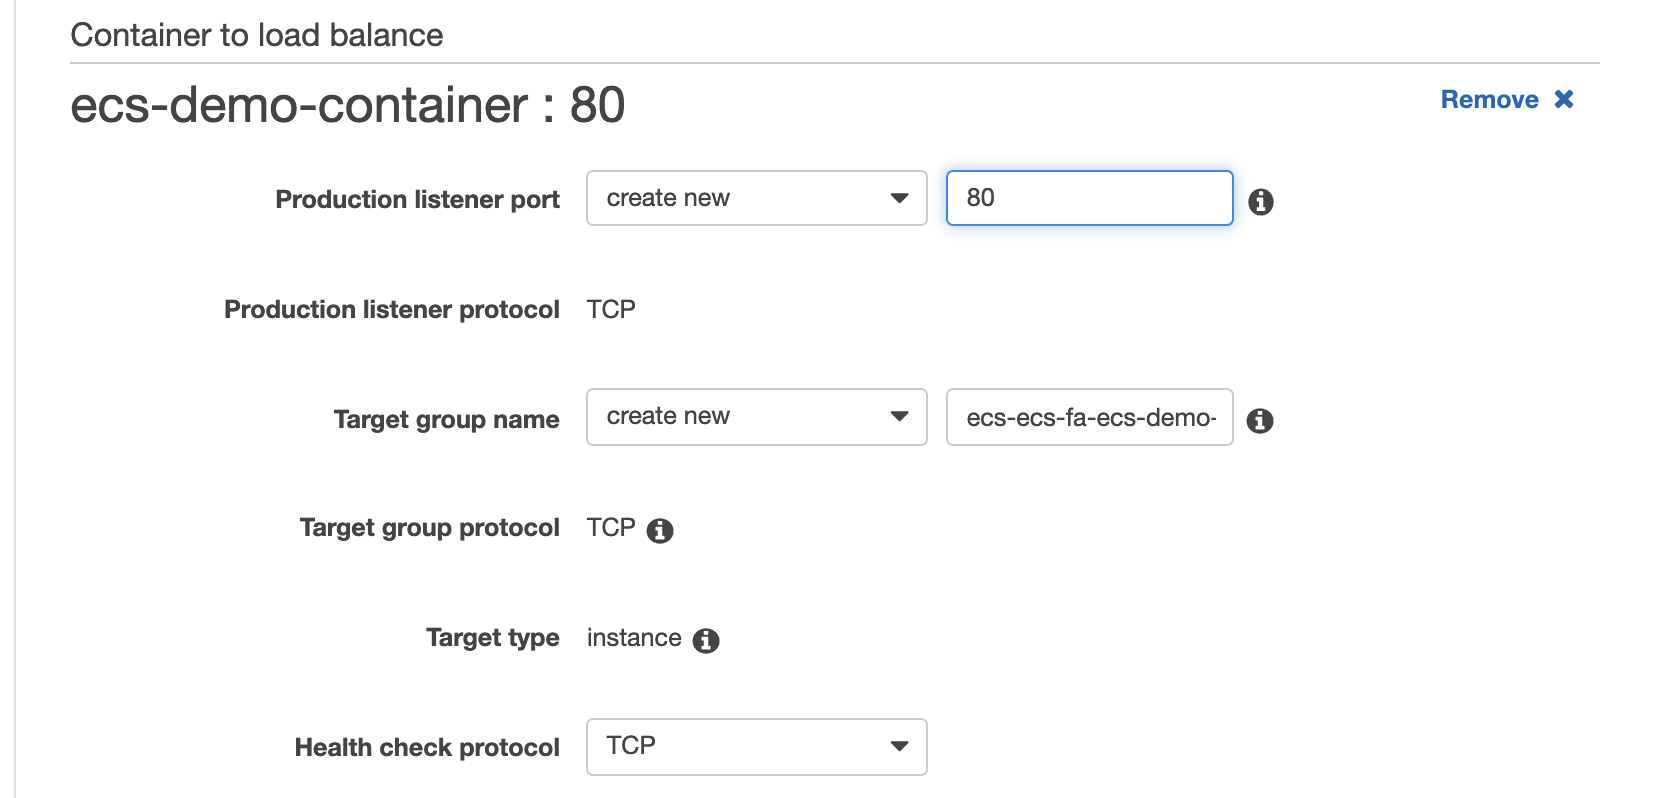 Container to load balance
ecs-demo-container : 80
Remove ✖
Production listener port create new 80
Production listener protocol TCP
Target group name create new ecs-ecs-fa-ecs-demo-
Target group protocol TCP
Target type instance
Health check protocol TCP